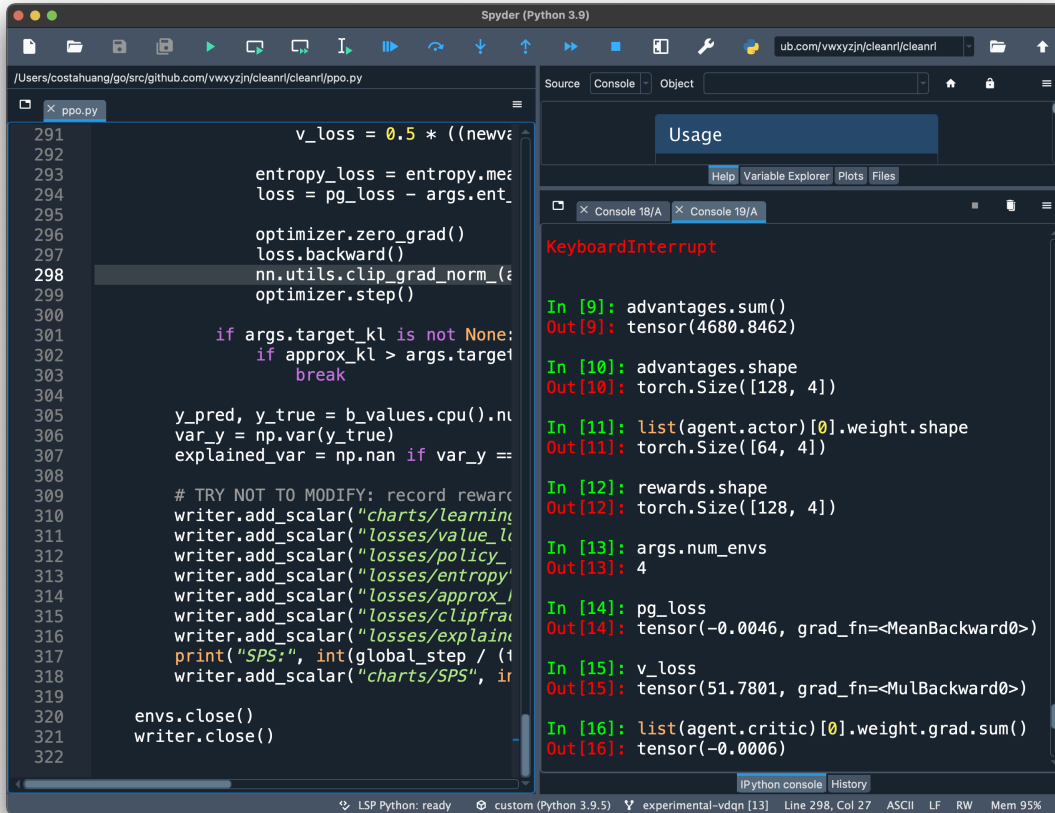 Spyder (Python 3.9)
ub.com/vwxyzjn/cleanrl/cleanrl
/Users/costahuang/go/src/github.com/vwxyzjn/cleanrl/cleanrl/ppo.py
ppo.py
291 v_loss = 0.5 * ((newva
292
293 entropy_loss = entropy.mea
294 loss = pg_loss - args.ent_
295
296 optimizer.zero_grad()
297 loss.backward()
298 nn.utils.clip_grad_norm_(a
299 optimizer.step()
300
301 if args.target_kl is not None:
302 if approx_kl > args.target
303 break
304
305 y_pred, y_true = b_values.cpu().nu
306 var_y = np.var(y_true)
307 explained_var = np.nan if var_y ==
308
309 # TRY NOT TO MODIFY: record reward
310 writer.add_scalar("charts/learning
311 writer.add_scalar("losses/value_lo
312 writer.add_scalar("losses/policy_
313 writer.add_scalar("losses/entropy"
314 writer.add_scalar("losses/approx_k
315 writer.add_scalar("losses/clipfrac
316 writer.add_scalar("losses/explaine
317 print("SPS:", int(global_step / (t
318 writer.add_scalar("charts/SPS", in
319
320 envs.close()
321 writer.close()
322
Source Console Object
Usage
Help Variable Explorer Plots Files
Console 18/A Console 19/A
KeyboardInterrupt
In [9]: advantages.sum()
Out[9]: tensor(4680.8462)
In [10]: advantages.shape
Out[10]: torch.Size([128, 4])
In [11]: list(agent.actor)[0].weight.shape
Out[11]: torch.Size([64, 4])
In [12]: rewards.shape
Out[12]: torch.Size([128, 4])
In [13]: args.num_envs
Out[13]: 4
In [14]: pg_loss
Out[14]: tensor(-0.0046, grad_fn=<MeanBackward0>)
In [15]: v_loss
Out[15]: tensor(51.7801, grad_fn=<MulBackward0>)
In [16]: list(agent.critic)[0].weight.grad.sum()
Out[16]: tensor(-0.0006)
IPython console History
LSP Python: ready custom (Python 3.9.5) experimental-vdqn [13] Line 298, Col 27 ASCII LF RW Mem 95%